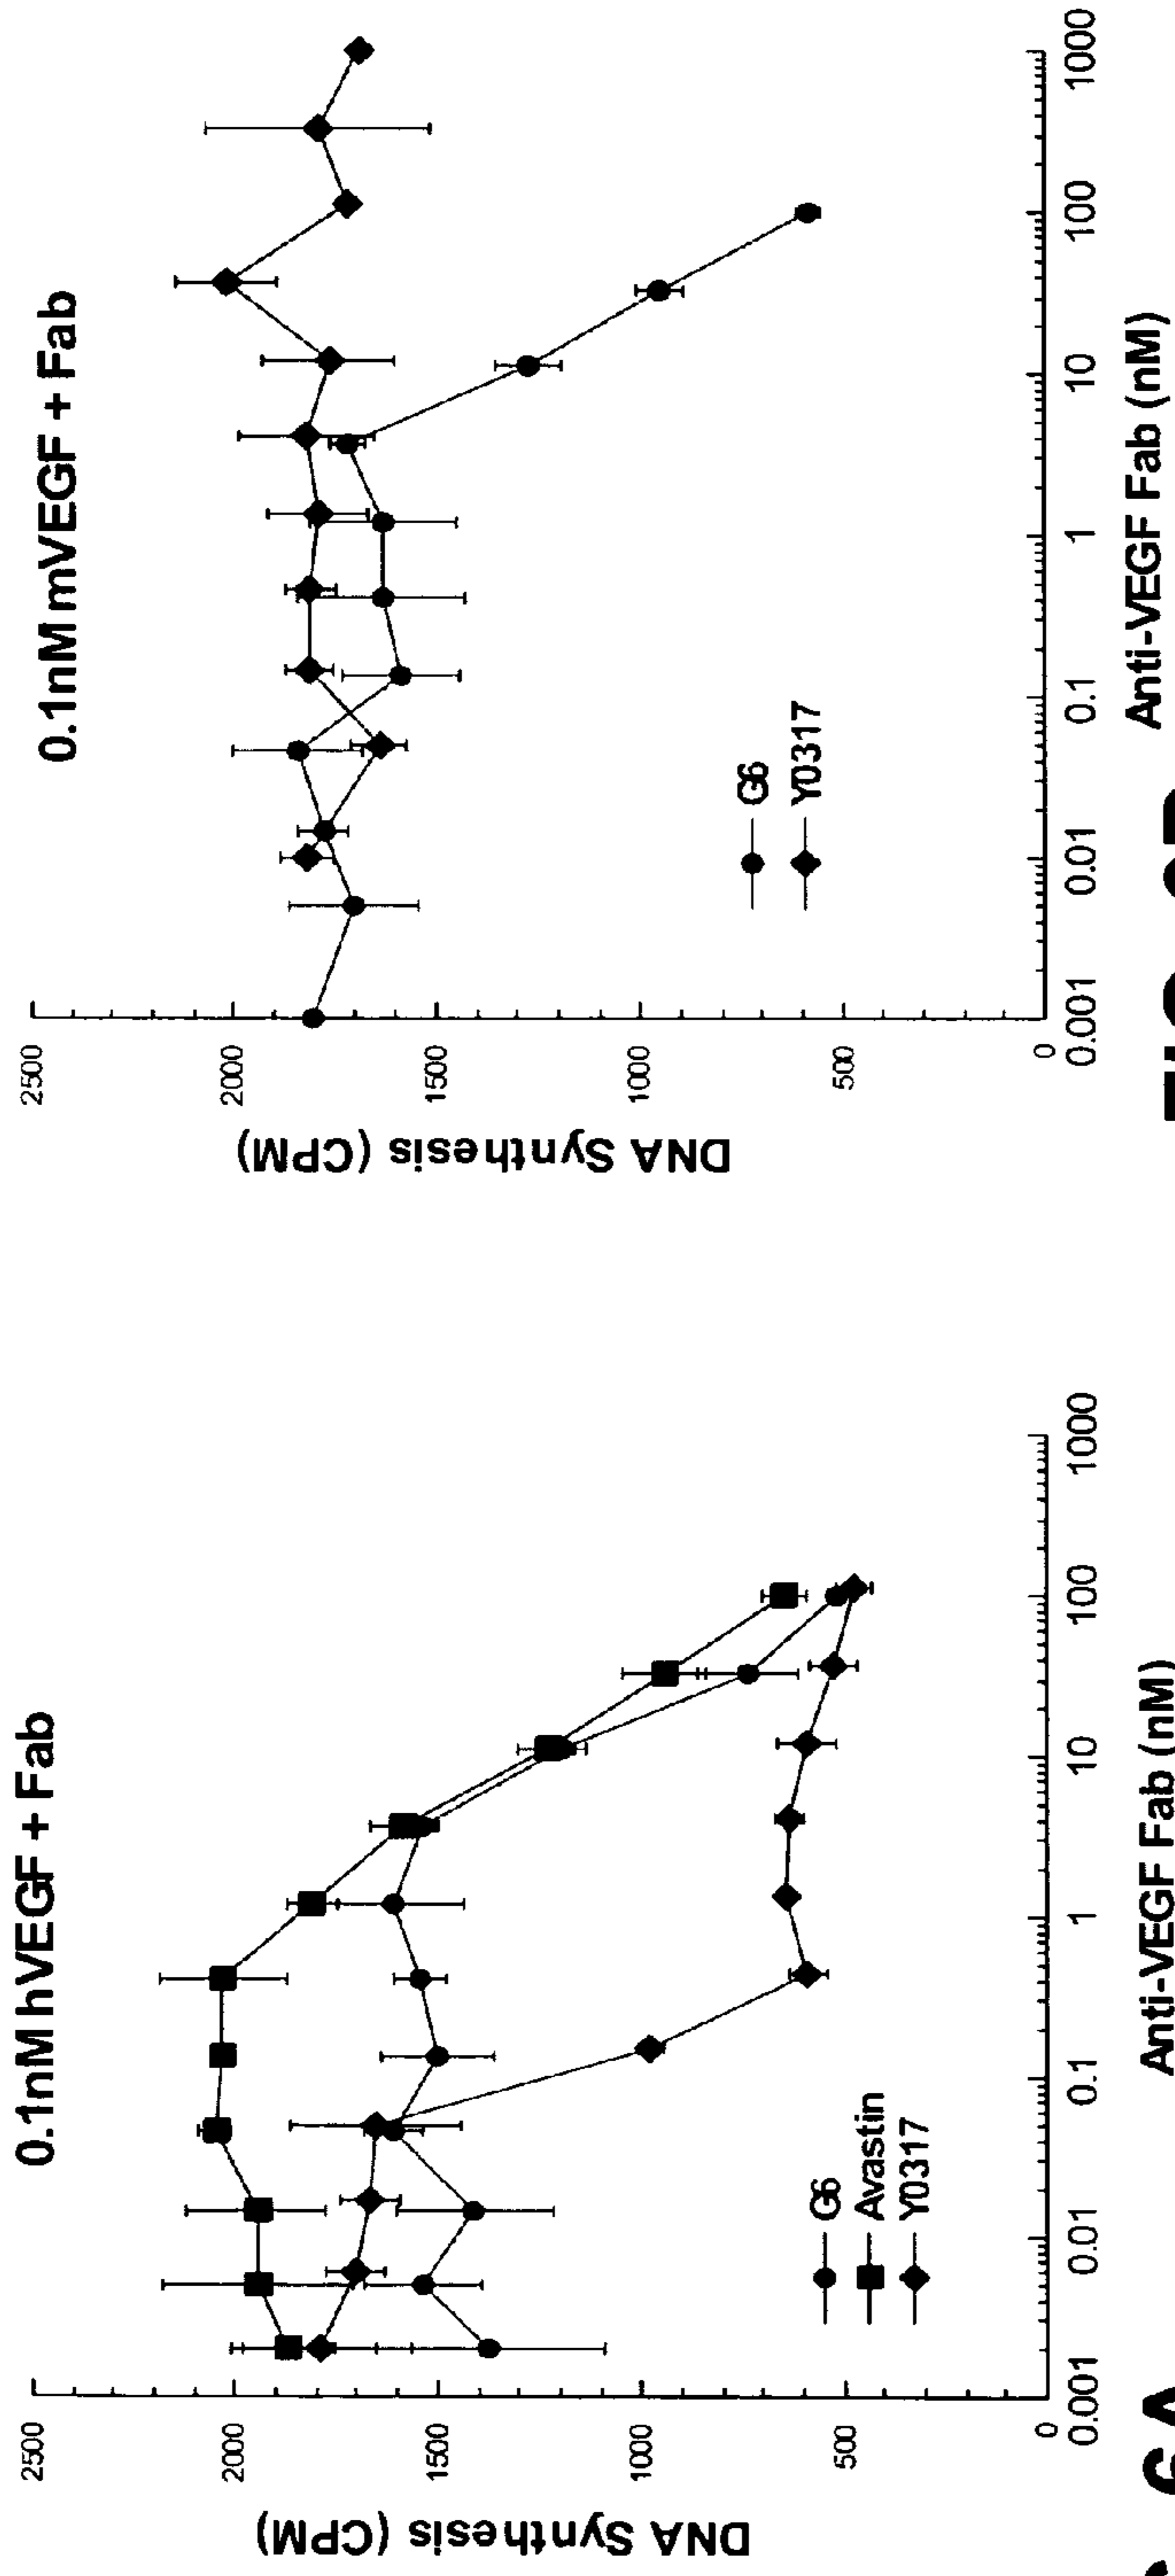 0.1nM hVEGF + Fab
DNA Synthesis (CPM)
2500
2000
1500
1000
500
0
G6
Avastin
Y0317
0.001
0.01
0.1
1
10
100
1000
Anti-VEGF Fab (nM)
0.1nM mVEGF + Fab
DNA Synthesis (CPM)
2500
2000
1500
1000
500
0
G6
Y0317
0.001
0.01
0.1
1
10
100
1000
Anti-VEGF Fab (nM)